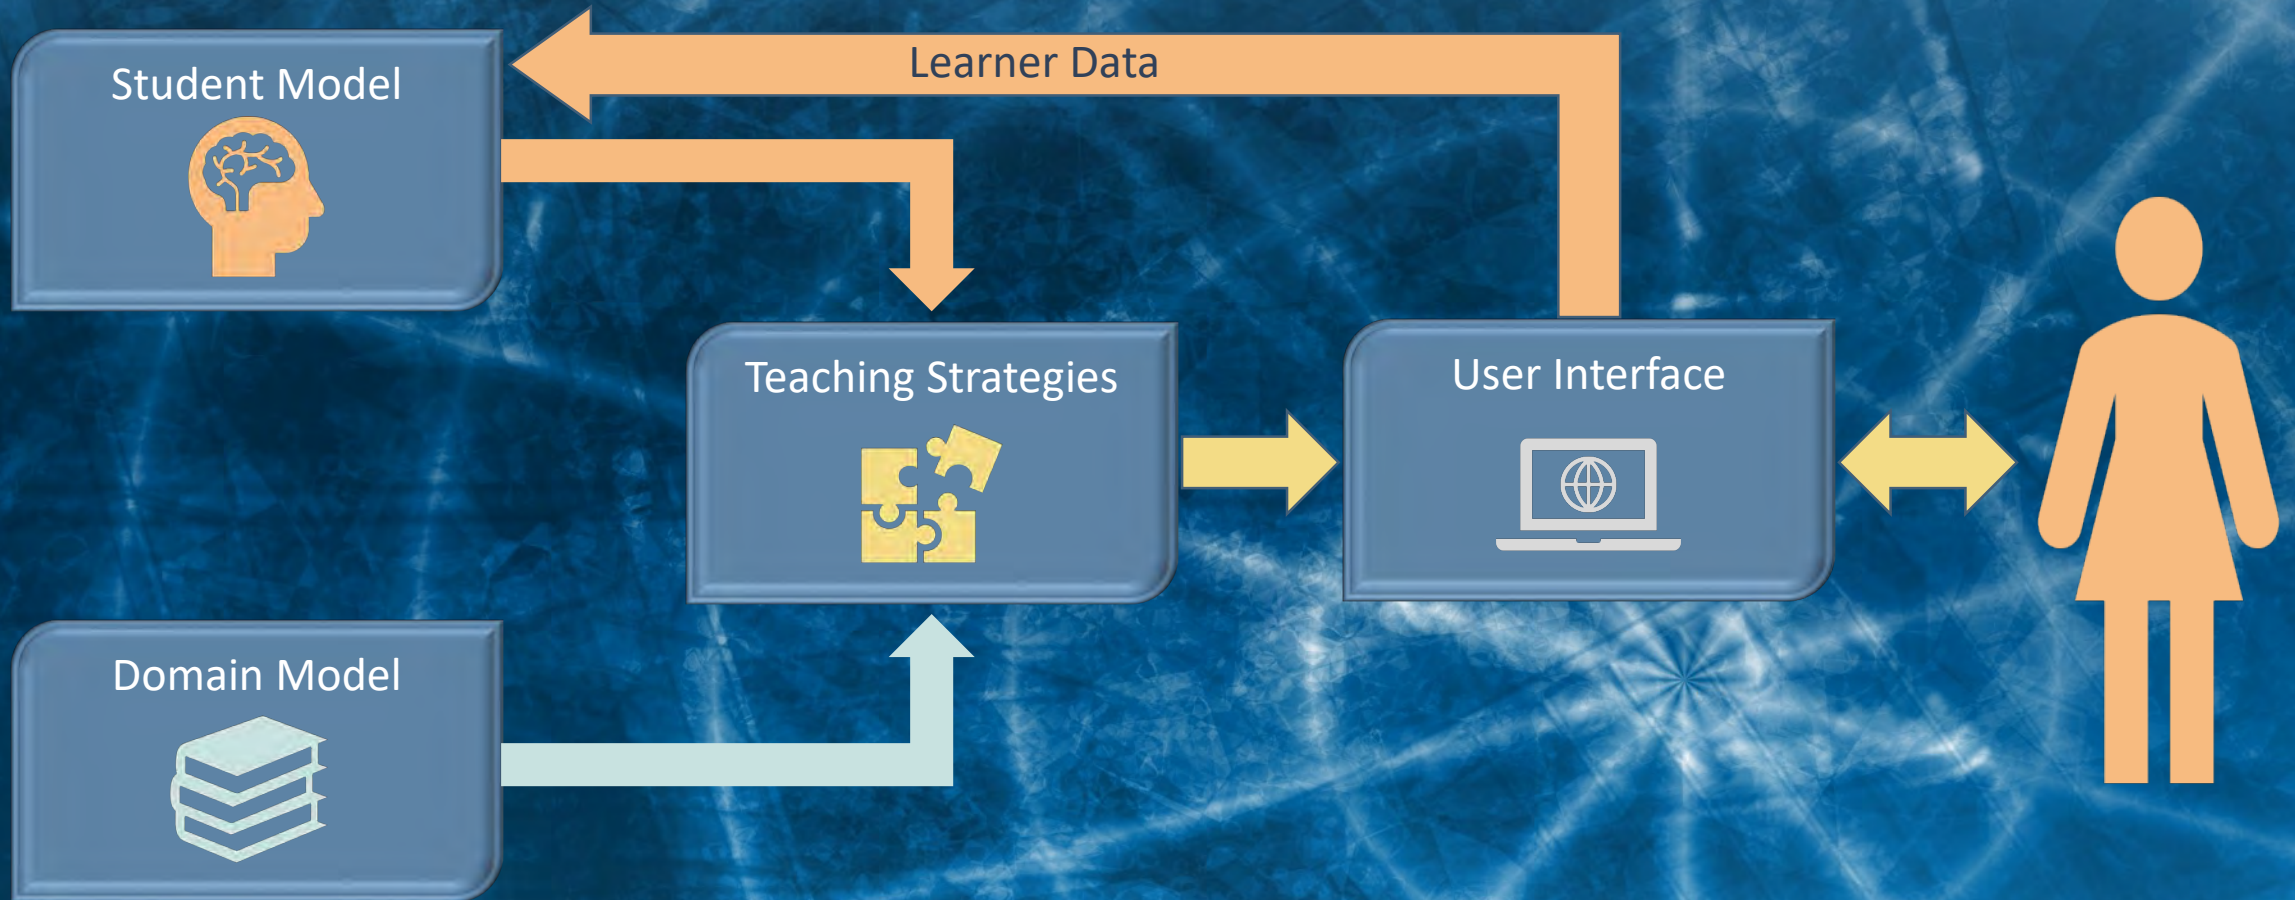 Student Model
Learner Data
Teaching Strategies
User Interface
Domain Model